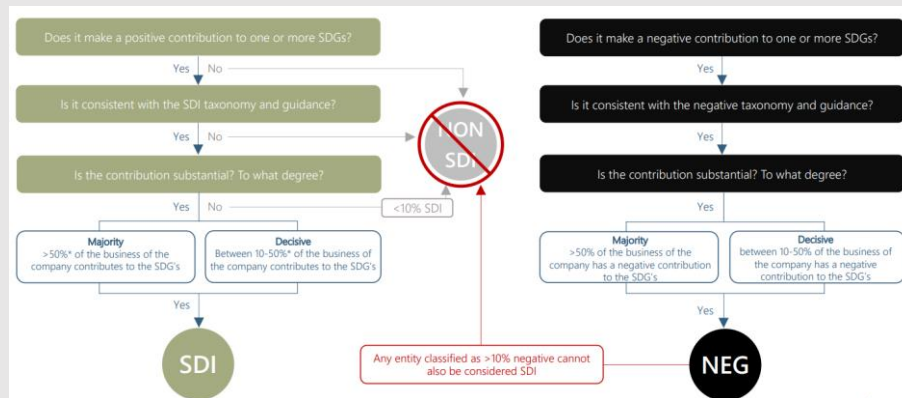 Does it make a positive contribution to one or more SDGs?
Yes
No
Is it consistent with the SDI taxonomy and guidance?
Yes
No
Is the contribution substantial? To what degree?
Yes
No
<10% SDI
Majority
>50%* of the business of the
company contributes to the SDG's
Decisive
Between 10-50%* of the business of
the company contributes to the SDG's
Yes
SDI
NON
SDI
Any entity classified as >10% negative cannot
also be considered SDI
Does it make a negative contribution to one or more SDGs?
Yes
Is it consistent with the negative taxonomy and guidance?
Yes
Is the contribution substantial? To what degree?
Yes
Majority
>50% of the business of the
company has a negative contribution
to the SDG's
Decisive
between 10-50% of the business of
the company has a negative
contribution to the SDG's
Yes
NEG